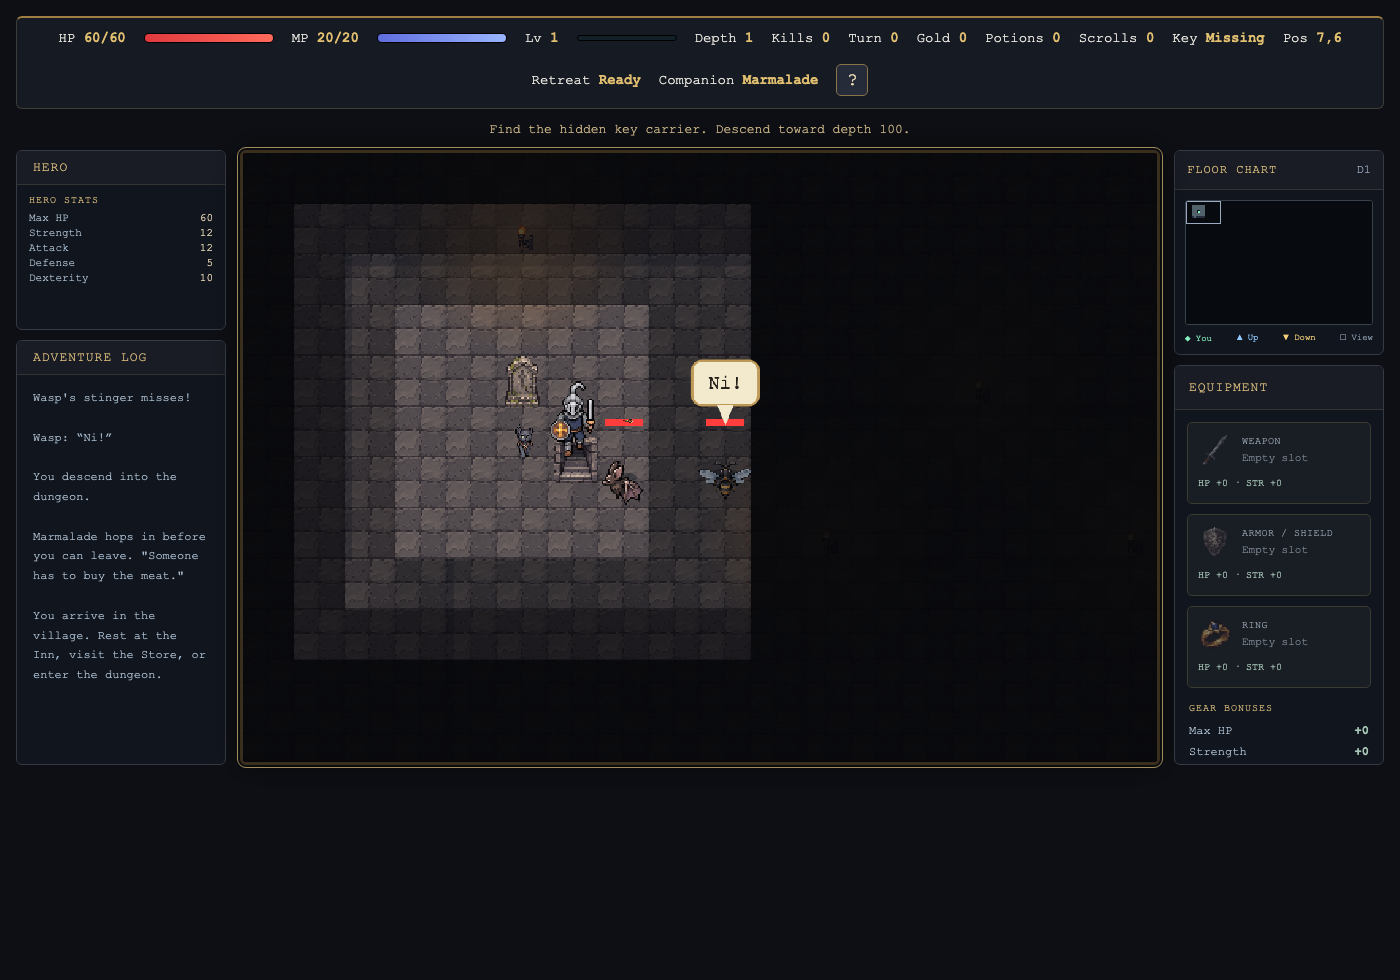 HP 60/60 MP 20/20 Lv 1 Depth 1 Kills 0 Turn 0 Gold 0 Potions 0 Scrolls 0 Key Missing Pos 7,6
Retreat Ready Companion Marmalade ?
Find the hidden key carrier. Descend toward depth 100.
HERO
HERO STATS
Max HP 60
Strength 12
Attack 12
Defense 5
Dexterity 10
ADVENTURE LOG
Wasp's stinger misses!
Wasp: “Ni!”
You descend into the
dungeon.
Marmalade hops in before
you can leave. "Someone
has to buy the meat."
You arrive in the
village. Rest at the
Inn, visit the Store, or
enter the dungeon.
Ni!
FLOOR CHART D1
◆ You ▲ Up ▼ Down □ View
EQUIPMENT
WEAPON
Empty slot
HP +0 · STR +0
ARMOR / SHIELD
Empty slot
HP +0 · STR +0
RING
Empty slot
HP +0 · STR +0
GEAR BONUSES
Max HP +0
Strength +0